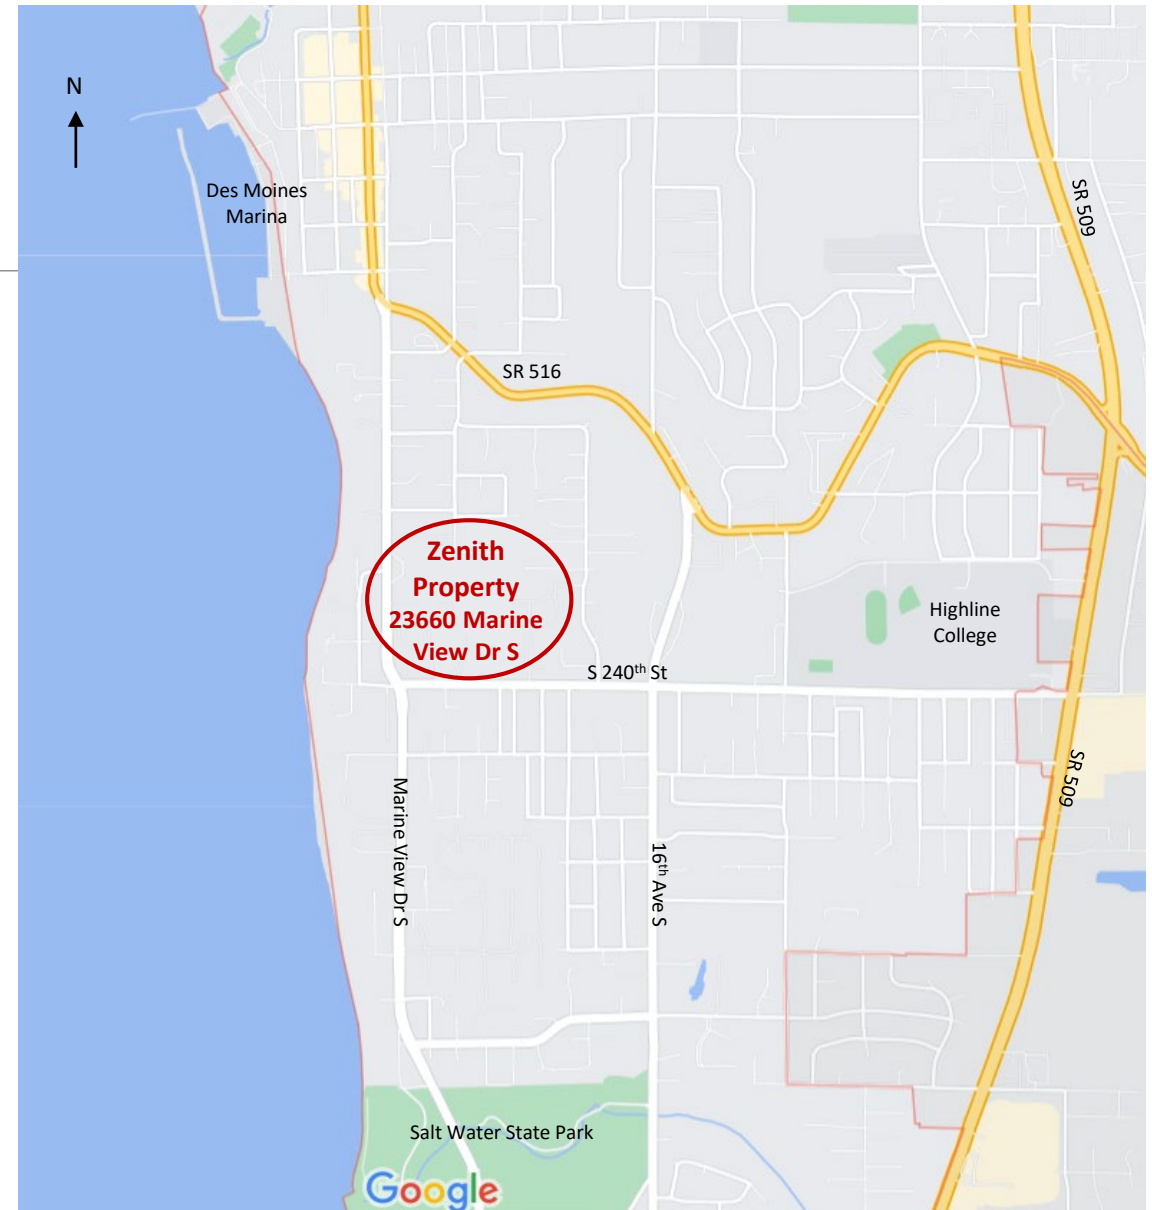 N
Des Moines
Marina
SR 509
SR 516
Zenith
Property
23660 Marine
View Dr S
Highline
College
S 240th St
SR 509
Marine View Dr S
16th Ave S
Salt Water State Park
Google